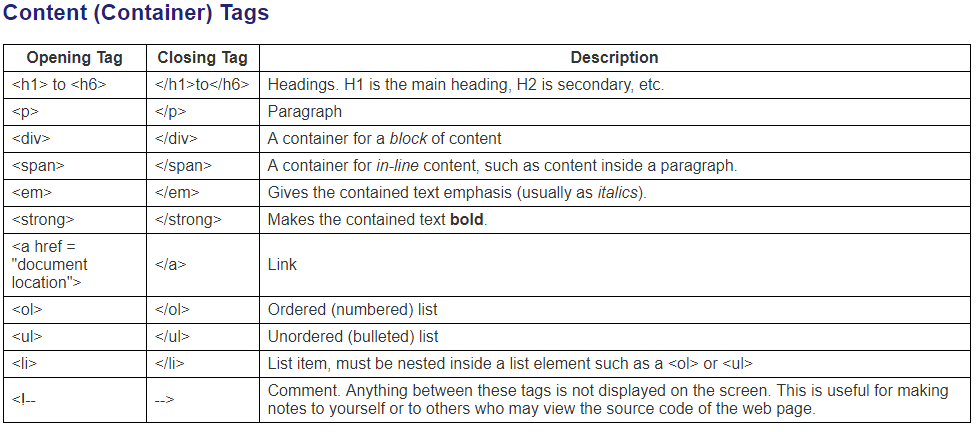 Content (Container) Tags
Opening Tag Closing Tag Description
<h1> to <h6> </h1>to</h6> Headings. H1 is the main heading, H2 is secondary, etc.
<p> </p> Paragraph
<div> </div> A container for a block of content
<span> </span> A container for in-line content, such as content inside a paragraph.
<em> </em> Gives the contained text emphasis (usually as italics).
<strong> </strong> Makes the contained text bold.
<a href =
"document
location">
</a> Link
<ol> </ol> Ordered (numbered) list
<ul> </ul> Unordered (bulleted) list
<li> </li> List item, must be nested inside a list element such as a <ol> or <ul>
<!-- --> Comment. Anything between these tags is not displayed on the screen. This is useful for making
notes to yourself or to others who may view the source code of the web page.